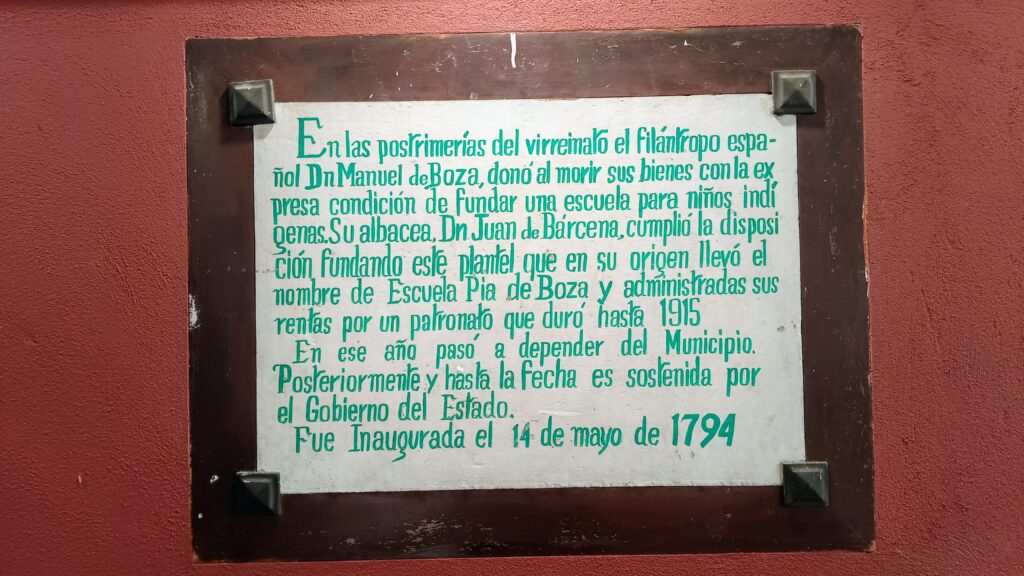 En las postrimerías del virreinato el filántropo espa-
ñol Dn Manuel de Boza, donó al morir sus bienes con la ex
presa condición de fundar una escuela para niños indí
genas. Su albacea, Dn Juan de Bárcena, cumplió la disposi
ción fundando este plantel que en su origen llevó el
nombre de Escuela Pia de Boza y administradas sus
rentas por un patronato que duró hasta 1915
En ese año pasó a depender del Municipio.
Posteriormente y hasta la fecha es sostenida por
el Gobierno del Estado.
Fue Inaugurada el 14 de mayo de 1794